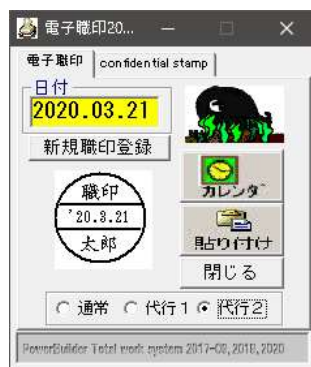 電子職印20...
電子職印 confidential stamp
日付
2020.03.21
新規職印登録
職印
'20.3.21
太郎
カレンダ
貼り付け
閉じる
通常 代行1 代行2
PowerBuilder Total work system 2017-09,2018,2020